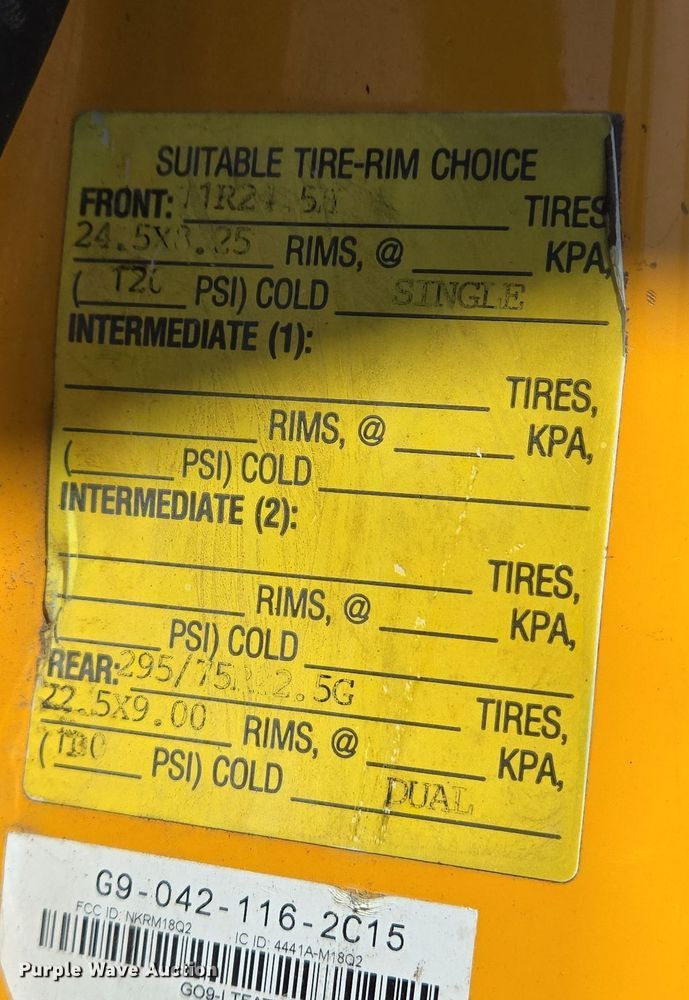 SUITABLE TIRE-RIM CHOICE
FRONT: TIRES
24.5X8.25 RIMS, @ KPA,
( PSI) COLD SINGLE
INTERMEDIATE (1):
TIRES,
RIMS, @ KPA,
( PSI) COLD
INTERMEDIATE (2):
TIRES,
RIMS, @ KPA,
( PSI) COLD
REAR: TIRES,
22.5X9.00 RIMS, @ KPA,
( PSI) COLD DUAL
G9-042-116-2C15
FCC ID: NKRM18Q2 IC ID: 4441A-M18Q2
Purple Wave Auction